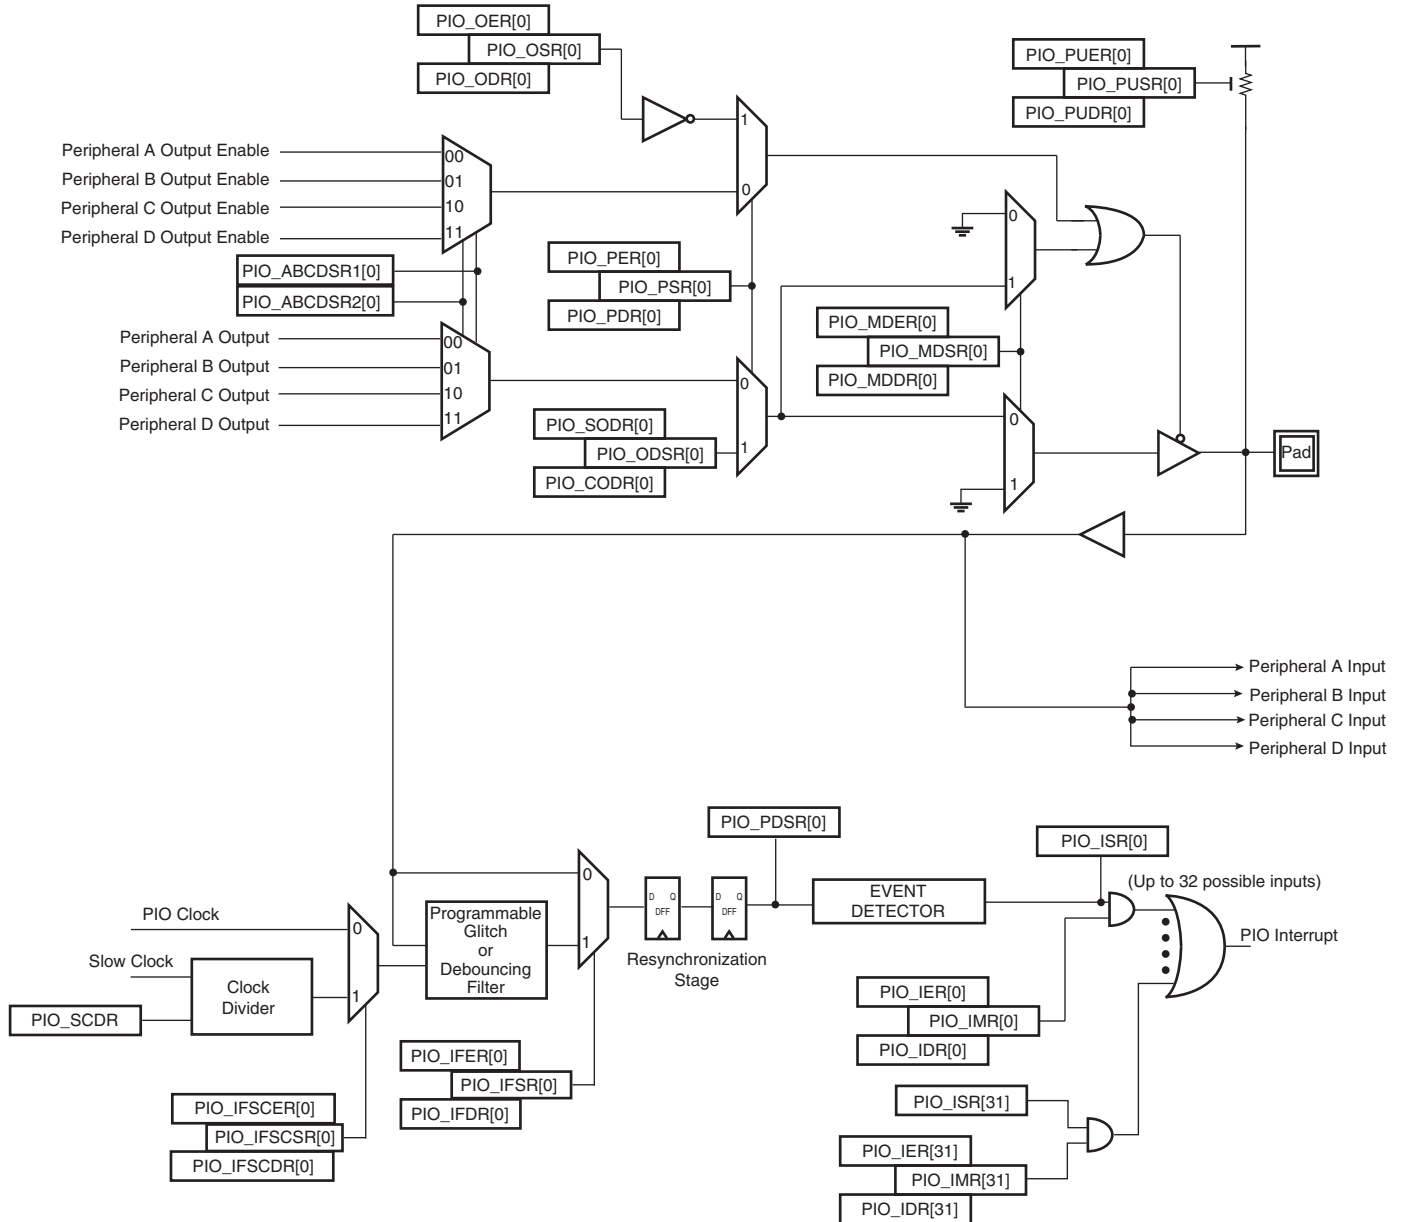 PIO_OER[0]
PIO_OSR[0]
PIO_ODR[0]
PIO_PUER[0]
PIO_PUSR[0]
PIO_PUDR[0]
1
0
Peripheral A Output Enable
Peripheral B Output Enable
Peripheral C Output Enable
Peripheral D Output Enable
00
01
10
11
PIO_ABCDSR1[0]
PIO_ABCDSR2[0]
PIO_PER[0]
PIO_PSR[0]
PIO_PDR[0]
0
1
PIO_MDER[0]
PIO_MDSR[0]
PIO_MDDR[0]
Peripheral A Output
Peripheral B Output
Peripheral C Output
Peripheral D Output
00
01
10
11
0
1
PIO_SODR[0]
PIO_ODSR[0]
PIO_CODR[0]
0
1
Pad
Peripheral A Input
Peripheral B Input
Peripheral C Input
Peripheral D Input
PIO_PDSR[0]
PIO_ISR[0]
(Up to 32 possible inputs)
PIO Clock
Slow Clock
PIO_SCDR
Clock
Divider
0
1
Programmable
Glitch
or
Debouncing
Filter
0
1
D Q
DFF
D Q
DFF
Resynchronization
Stage
EVENT
DETECTOR
PIO Interrupt
PIO_IER[0]
PIO_IMR[0]
PIO_IDR[0]
PIO_IFER[0]
PIO_IFSR[0]
PIO_IFDR[0]
PIO_IFSCER[0]
PIO_IFSCSR[0]
PIO_IFSCDR[0]
PIO_ISR[31]
PIO_IER[31]
PIO_IMR[31]
PIO_IDR[31]